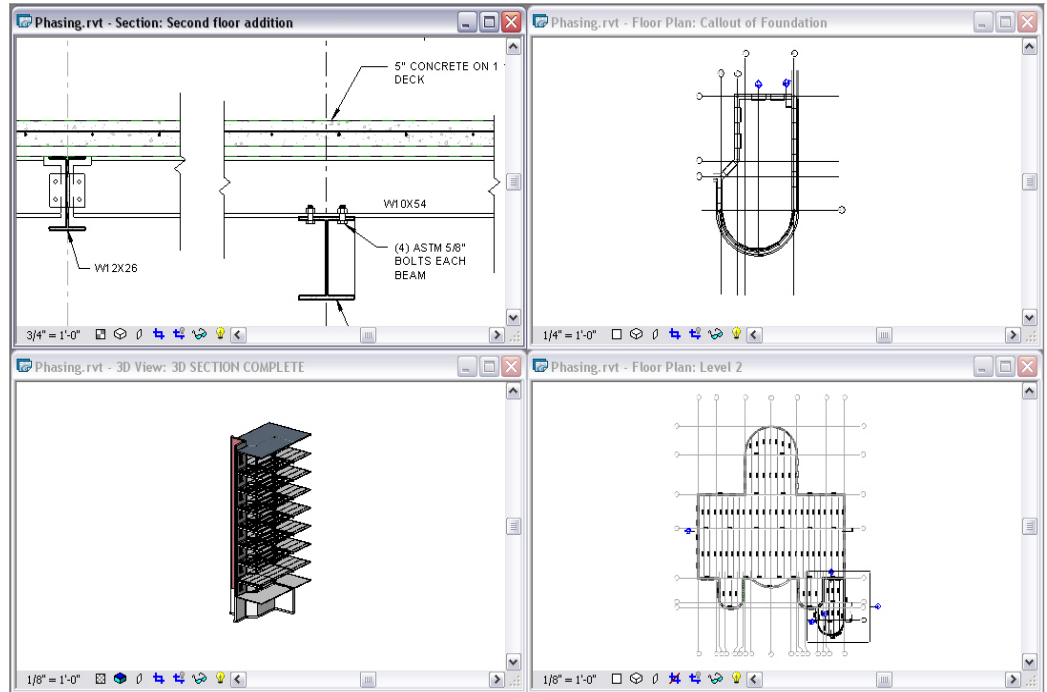 Phasing.rvt - Section: Second floor addition
5" CONCRETE ON 1
DECK
W10X54
(4) ASTM 5/8"
BOLTS EACH
BEAM
W12X26
3/4" = 1'-0"
Phasing.rvt - Floor Plan: Callout of Foundation
1/4" = 1'-0"
Phasing.rvt - 3D View: 3D SECTION COMPLETE
1/8" = 1'-0"
Phasing.rvt - Floor Plan: Level 2
1/8" = 1'-0"